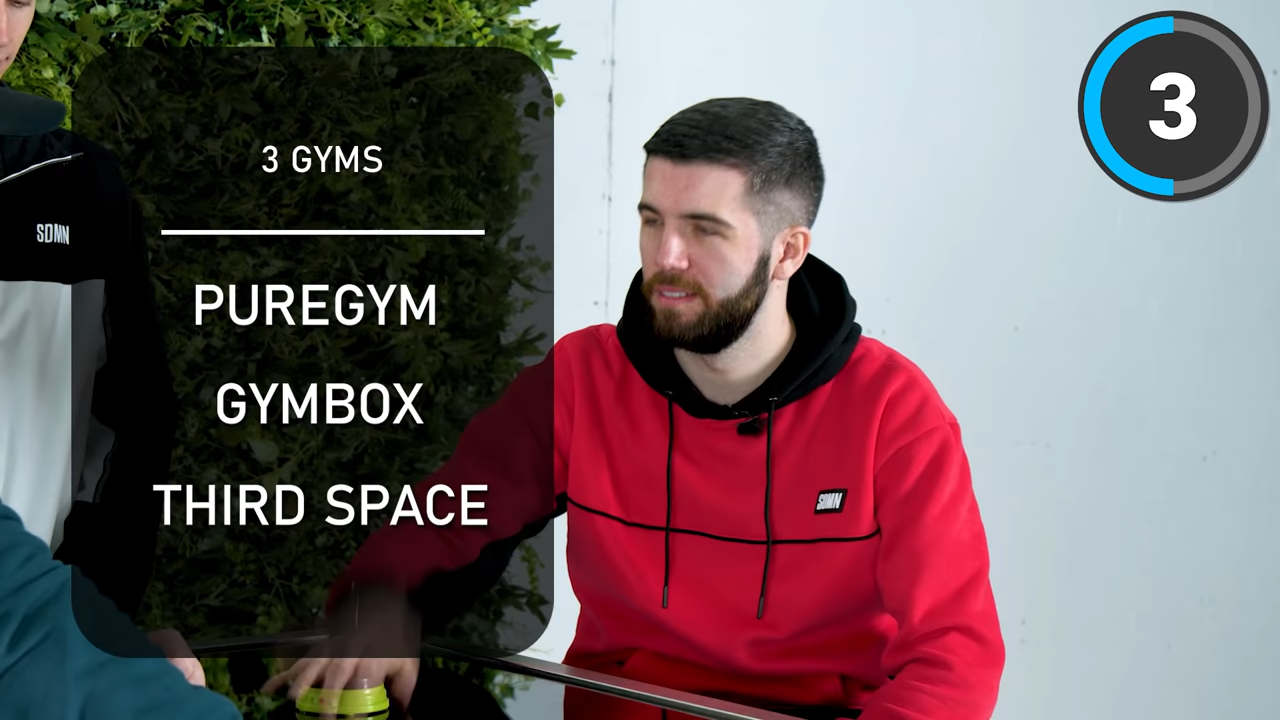 3 GYMS
PUREGYM
GYMBOX
THIRD SPACE
3
SDMN
SDMN